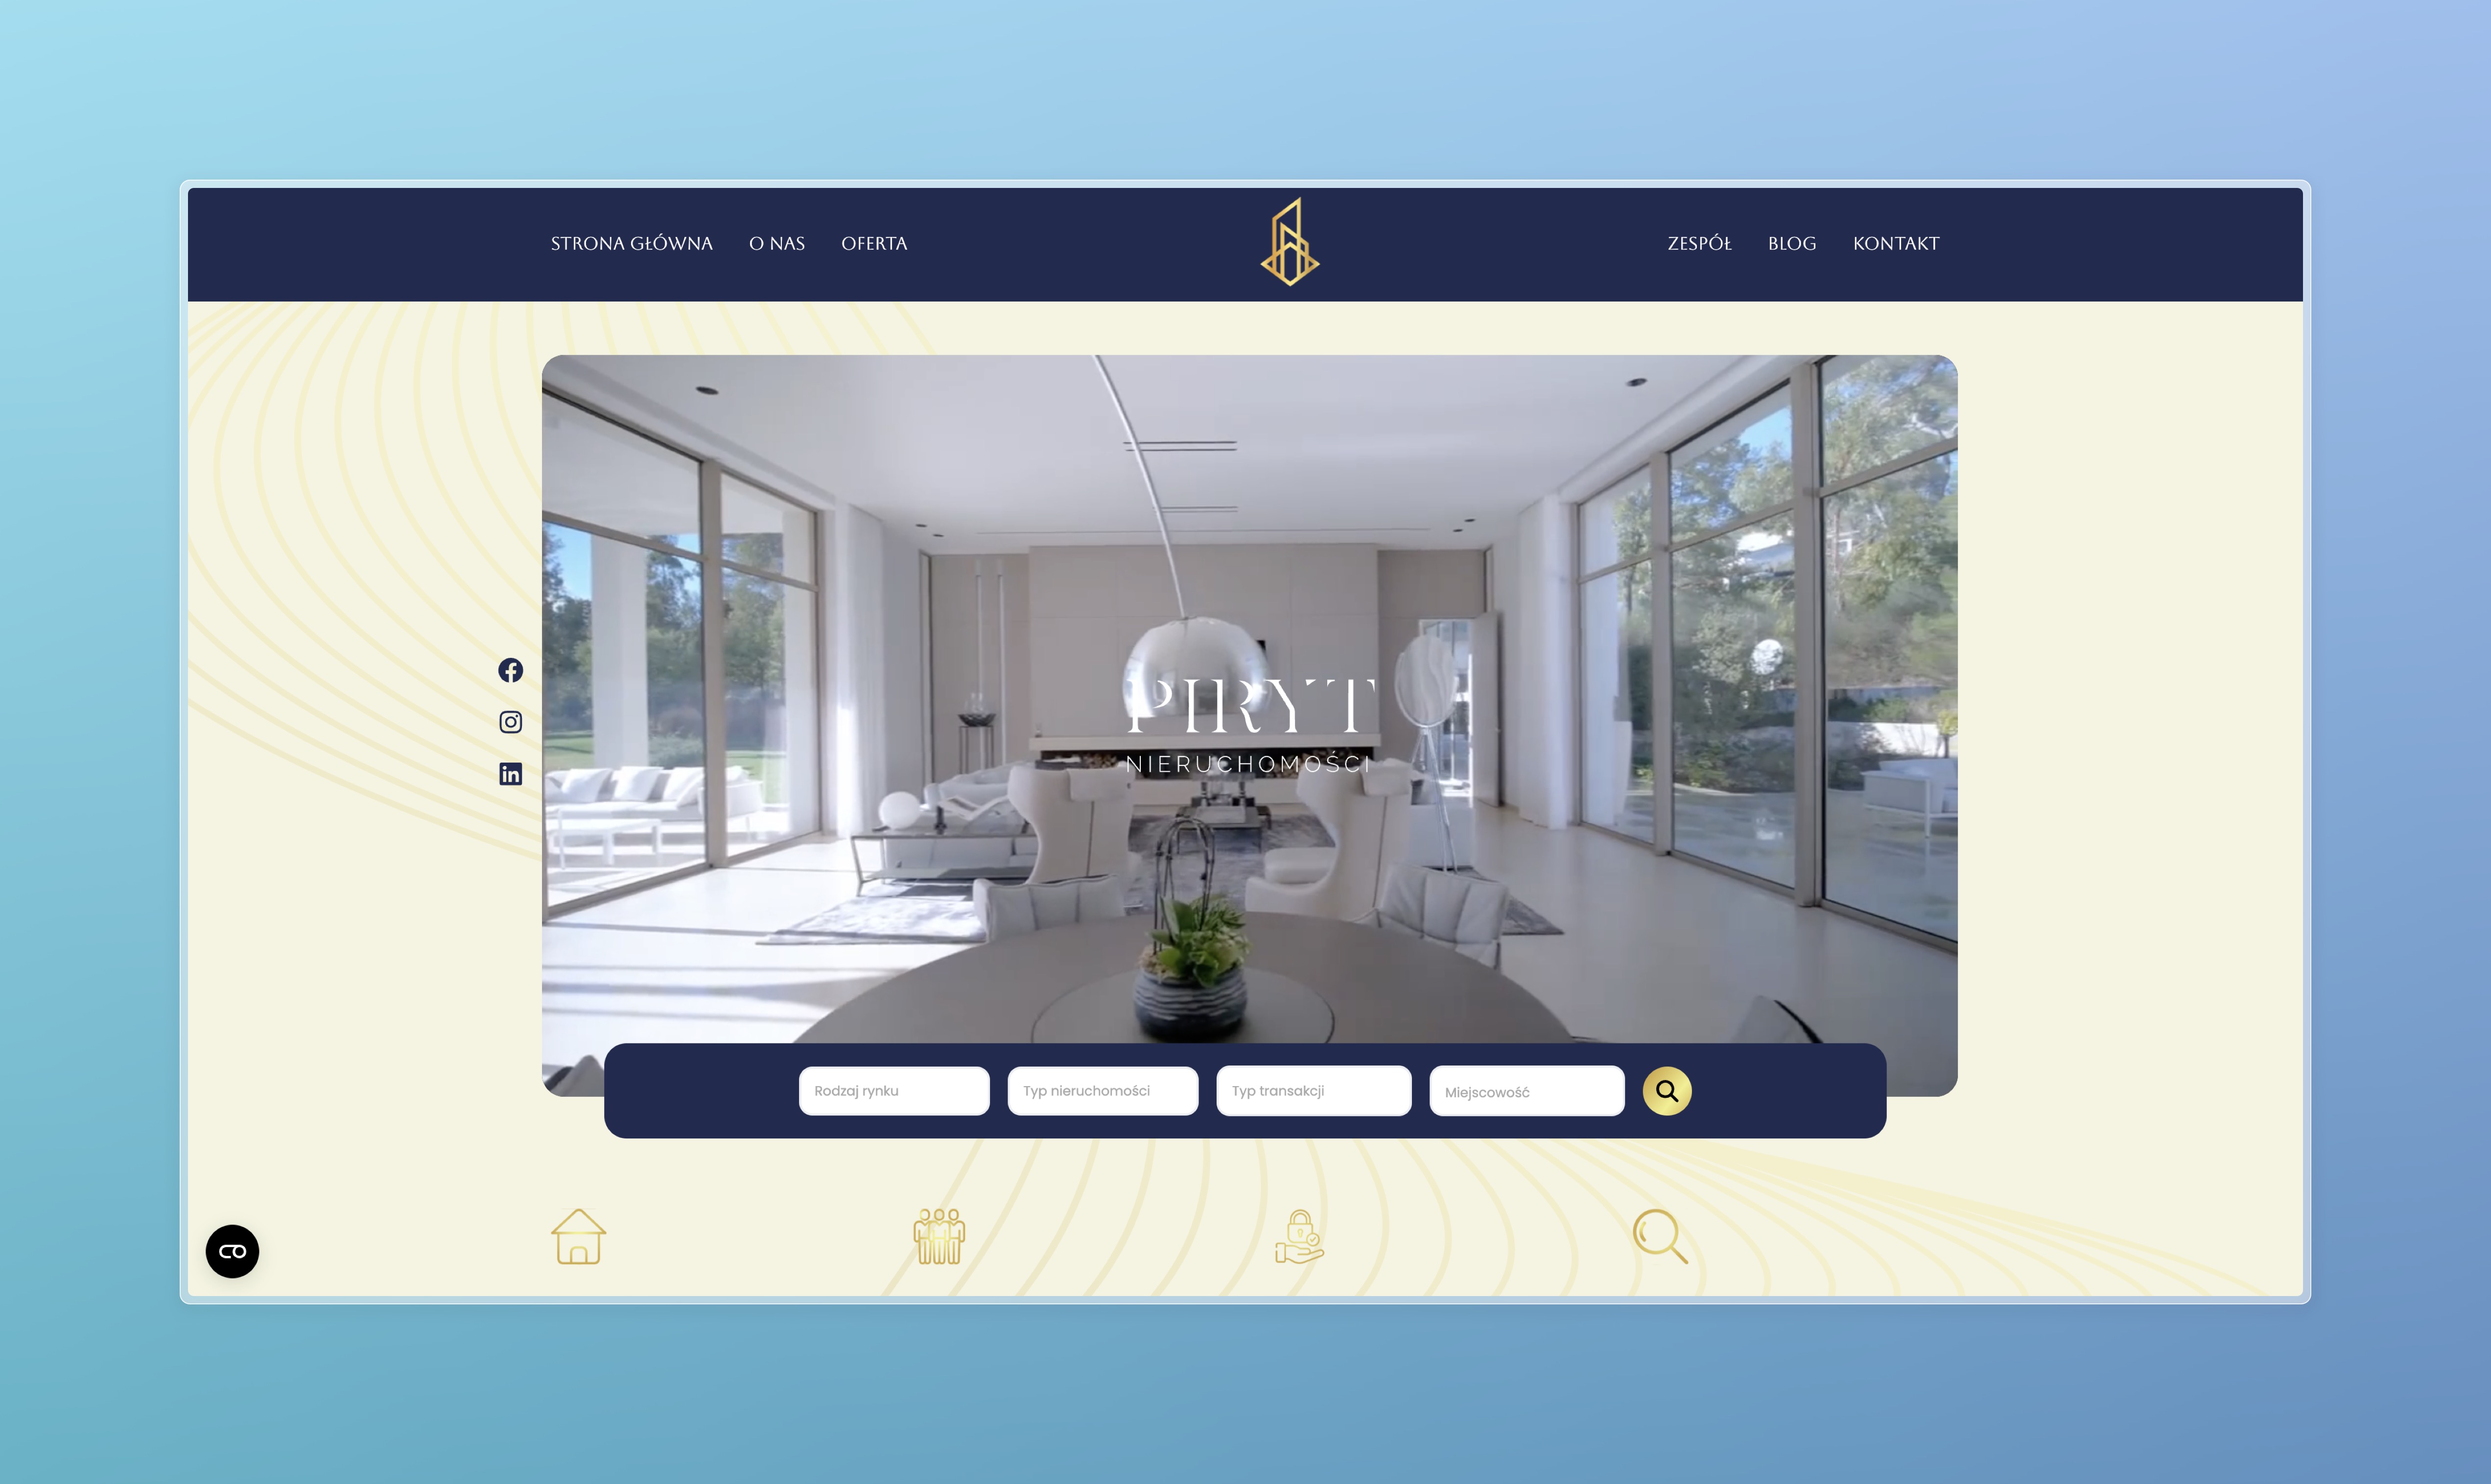 STRONA GŁÓWNA O NAS OFERTA ZESPÓŁ BLOG KONTAKT
PIRYT
NIERUCHOMOŚCI
Rodzaj rynku Typ nieruchomości Typ transakcji Miejscowość